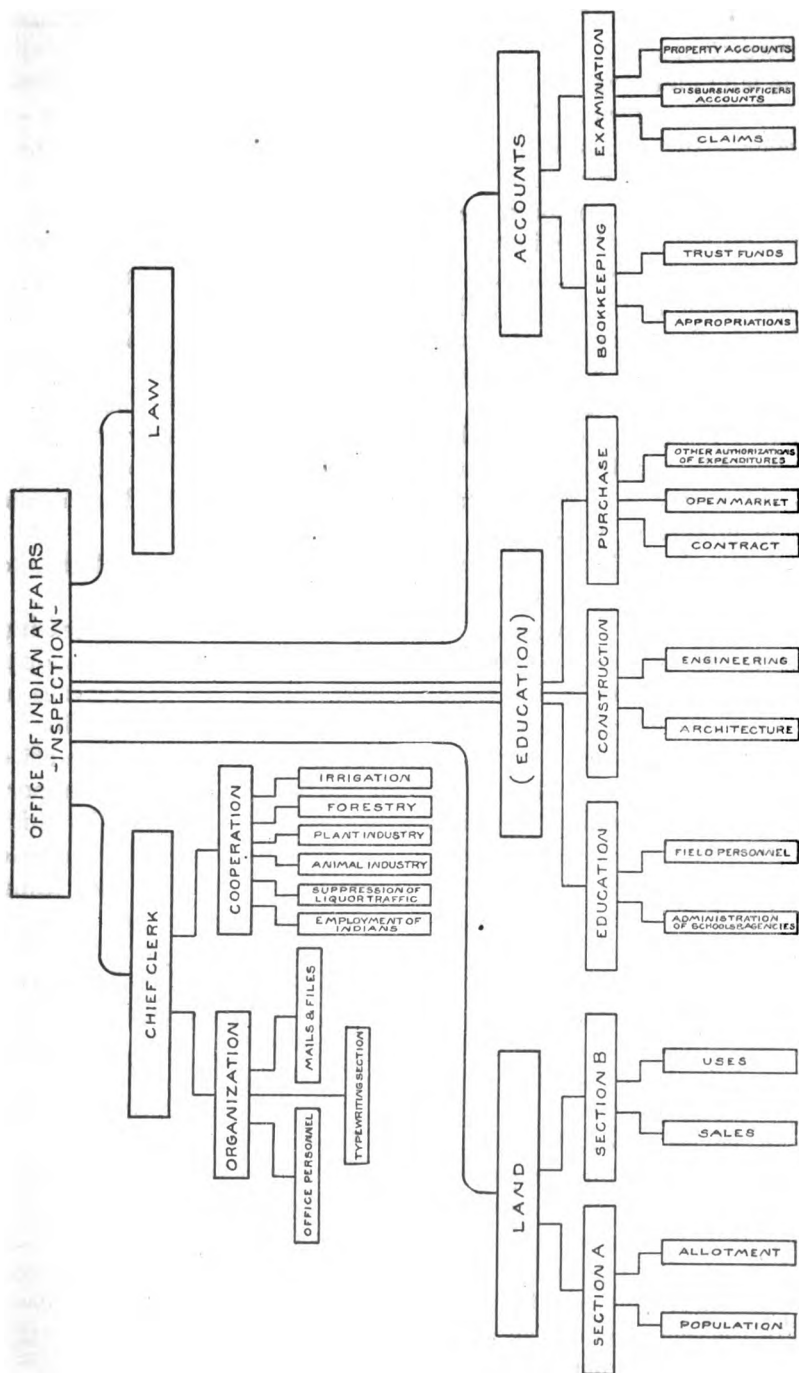 OFFICE OF INDIAN AFFAIRS
-INSPECTION-
CHIEF CLERK
LAW
ORGANIZATION
COOPERATION
OFFICE PERSONNEL
TYPEWRITING SECTION
MAILS & FILES
EMPLOYMENT OF
INDIANS
SUPPRESSION OF
LIQUOR TRAFFIC
ANIMAL INDUSTRY
PLANT INDUSTRY
FORESTRY
IRRIGATION
LAND
(EDUCATION)
ACCOUNTS
SECTION A
SECTION B
EDUCATION
CONSTRUCTION
PURCHASE
BOOKKEEPING
EXAMINATION
POPULATION
ALLOTMENT
SALES
USES
ADMINISTRATION
OF SCHOOLS & AGENCIES
FIELD PERSONNEL
ARCHITECTURE
ENGINEERING
CONTRACT
OPEN MARKET
OTHER AUTHORIZATIONS
OF EXPENDITURES
APPROPRIATIONS
TRUST FUNDS
CLAIMS
DISBURSING OFFICERS
ACCOUNTS
PROPERTY ACCOUNTS